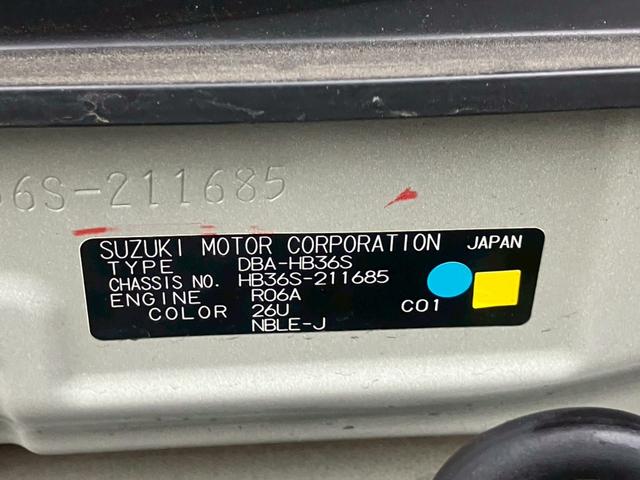 6S-211685
SUZUKI MOTOR CORPORATION JAPAN
TYPE DBA-HB36S
CHASSIS NO. HB36S-211685
ENGINE R06A
COLOR 26U C01
NBLE-J